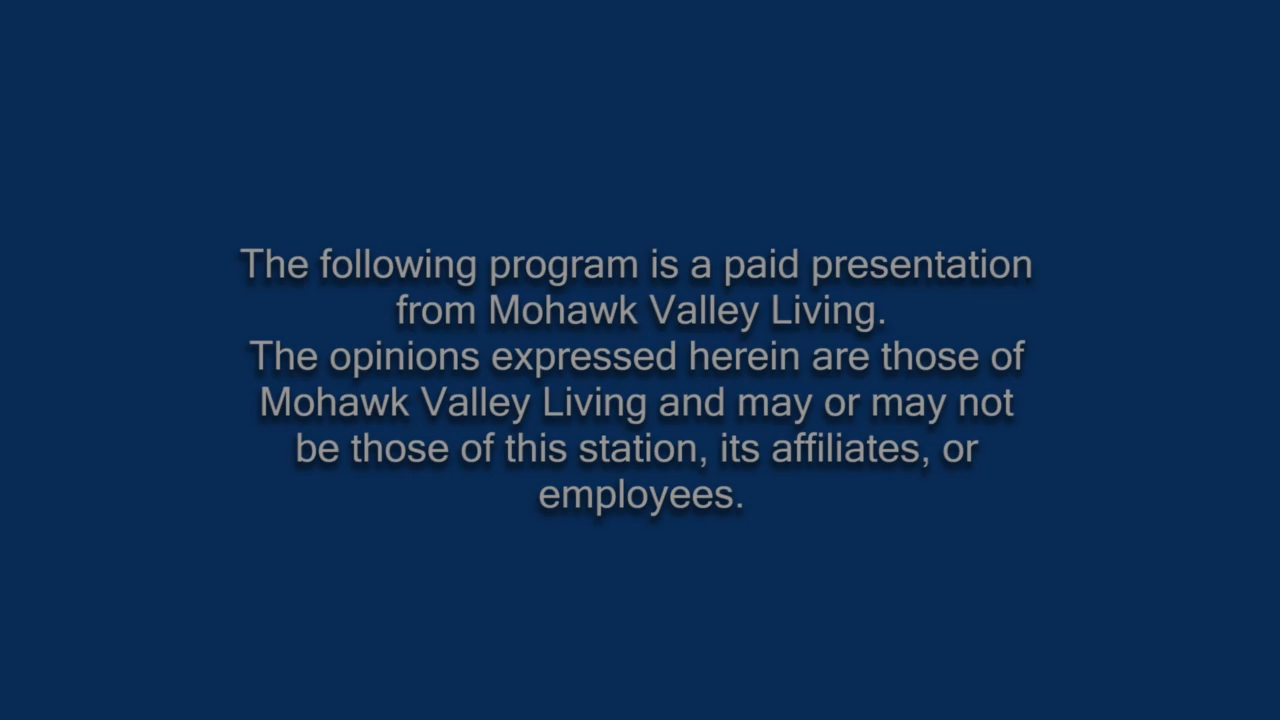 The following program is a paid presentation
from Mohawk Valley Living.
The opinions expressed herein are those of
Mohawk Valley Living and may or may not
be those of this station, its affiliates, or
employees.